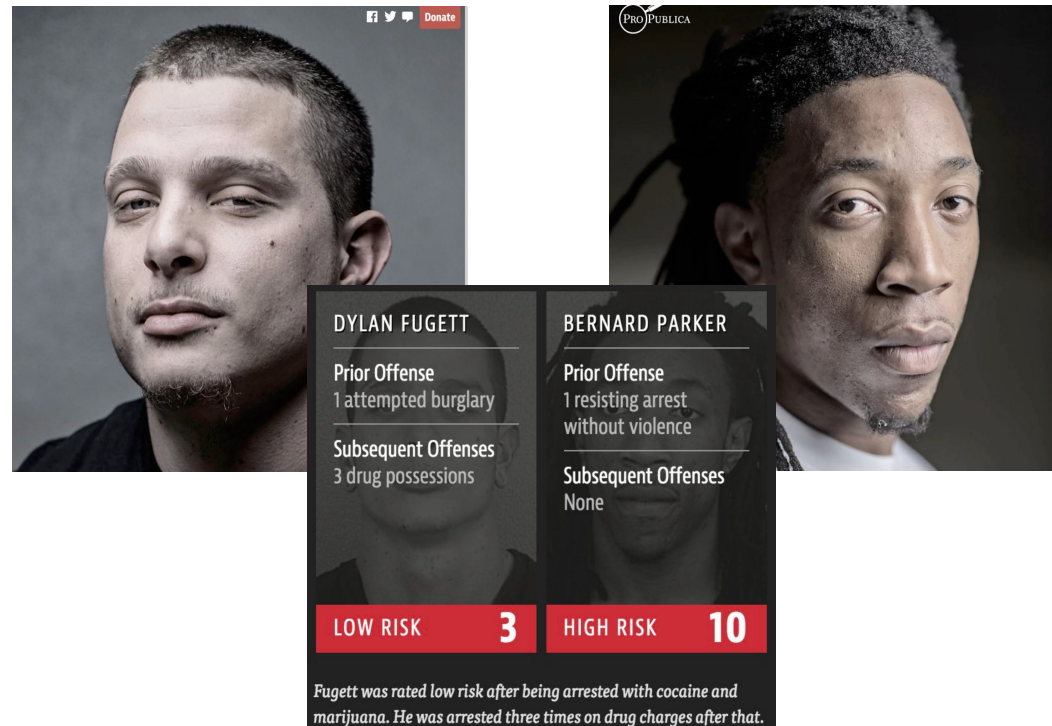 Donate
PROPUBLICA
DYLAN FUGETT
Prior Offense
1 attempted burglary
Subsequent Offenses
3 drug possessions
LOW RISK 3
BERNARD PARKER
Prior Offense
1 resisting arrest
without violence
Subsequent Offenses
None
HIGH RISK 10
Fugett was rated low risk after being arrested with cocaine and
marijuana. He was arrested three times on drug charges after that.